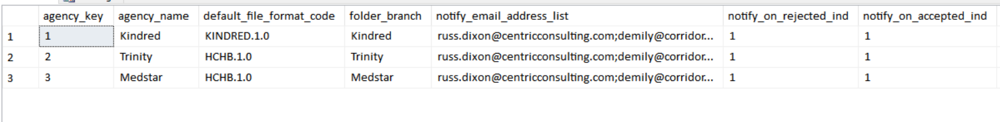 agency_key agency_name default_file_format_code folder_branch notify_email_address_list notify_on_rejected_ind notify_on_accepted_ind
1 1 Kindred KINDRED.1.0 Kindred russ.dixon@centricconsulting.com;demily@corridor... 1 1
2 2 Trinity HCHB.1.0 Trinity russ.dixon@centricconsulting.com;demily@corridor... 1 1
3 3 Medstar HCHB.1.0 Medstar russ.dixon@centricconsulting.com;demily@corridor... 1 1